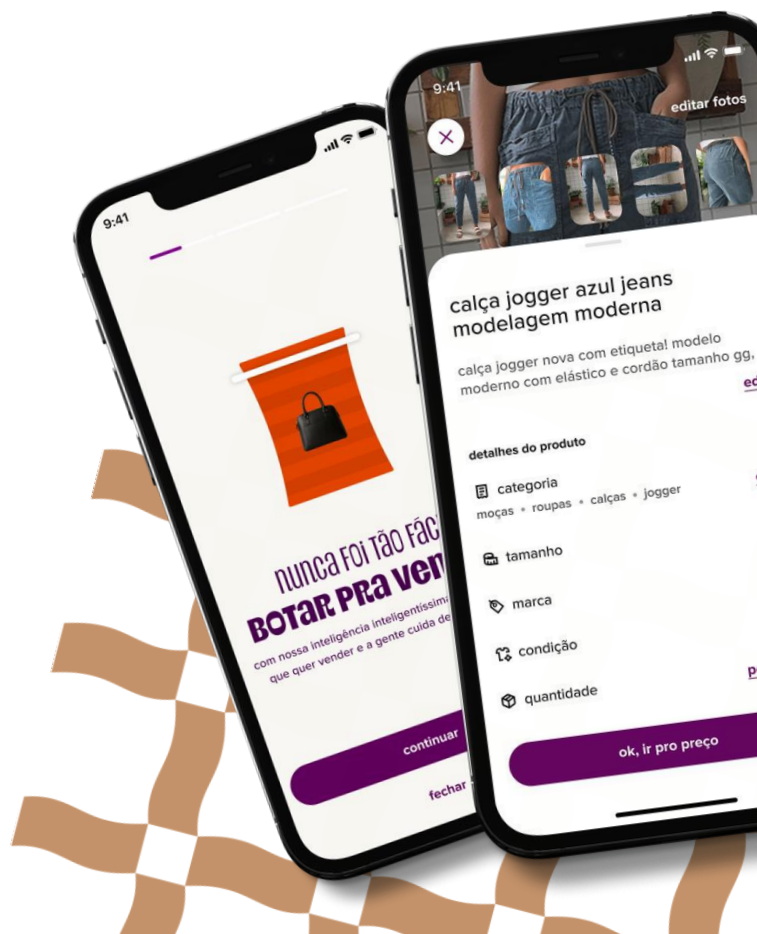 9:41
nunca foi tão fác
BOTAR PRA ven
com nossa inteligência inteligentíssima
que quer vender e a gente cuida de
continuar
fechar
9:41
editar fotos
calça jogger azul jeans
modelagem moderna
calça jogger nova com etiqueta! modelo
moderno com elástico e cordão tamanho gg,
ed
detalhes do produto
categoria
moças • roupas • calças • jogger
tamanho
marca
condição
quantidade
ok, ir pro preço